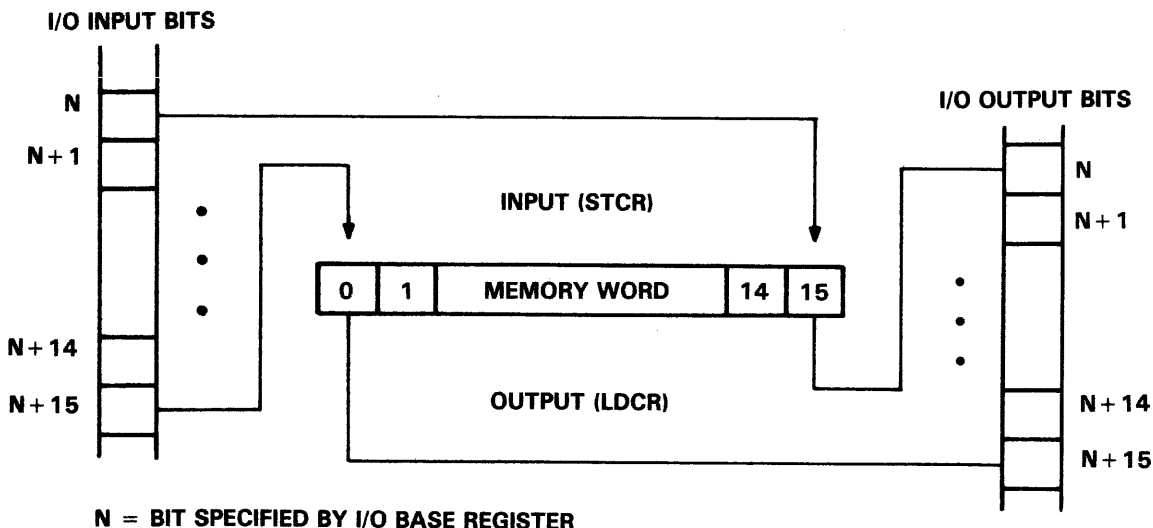 I/O INPUT BITS
N
N + 1
N + 14
N + 15
INPUT (STCR)
0 1 MEMORY WORD 14 15
OUTPUT (LDCR)
I/O OUTPUT BITS
N
N + 1
N + 14
N + 15
N = BIT SPECIFIED BY I/O BASE REGISTER